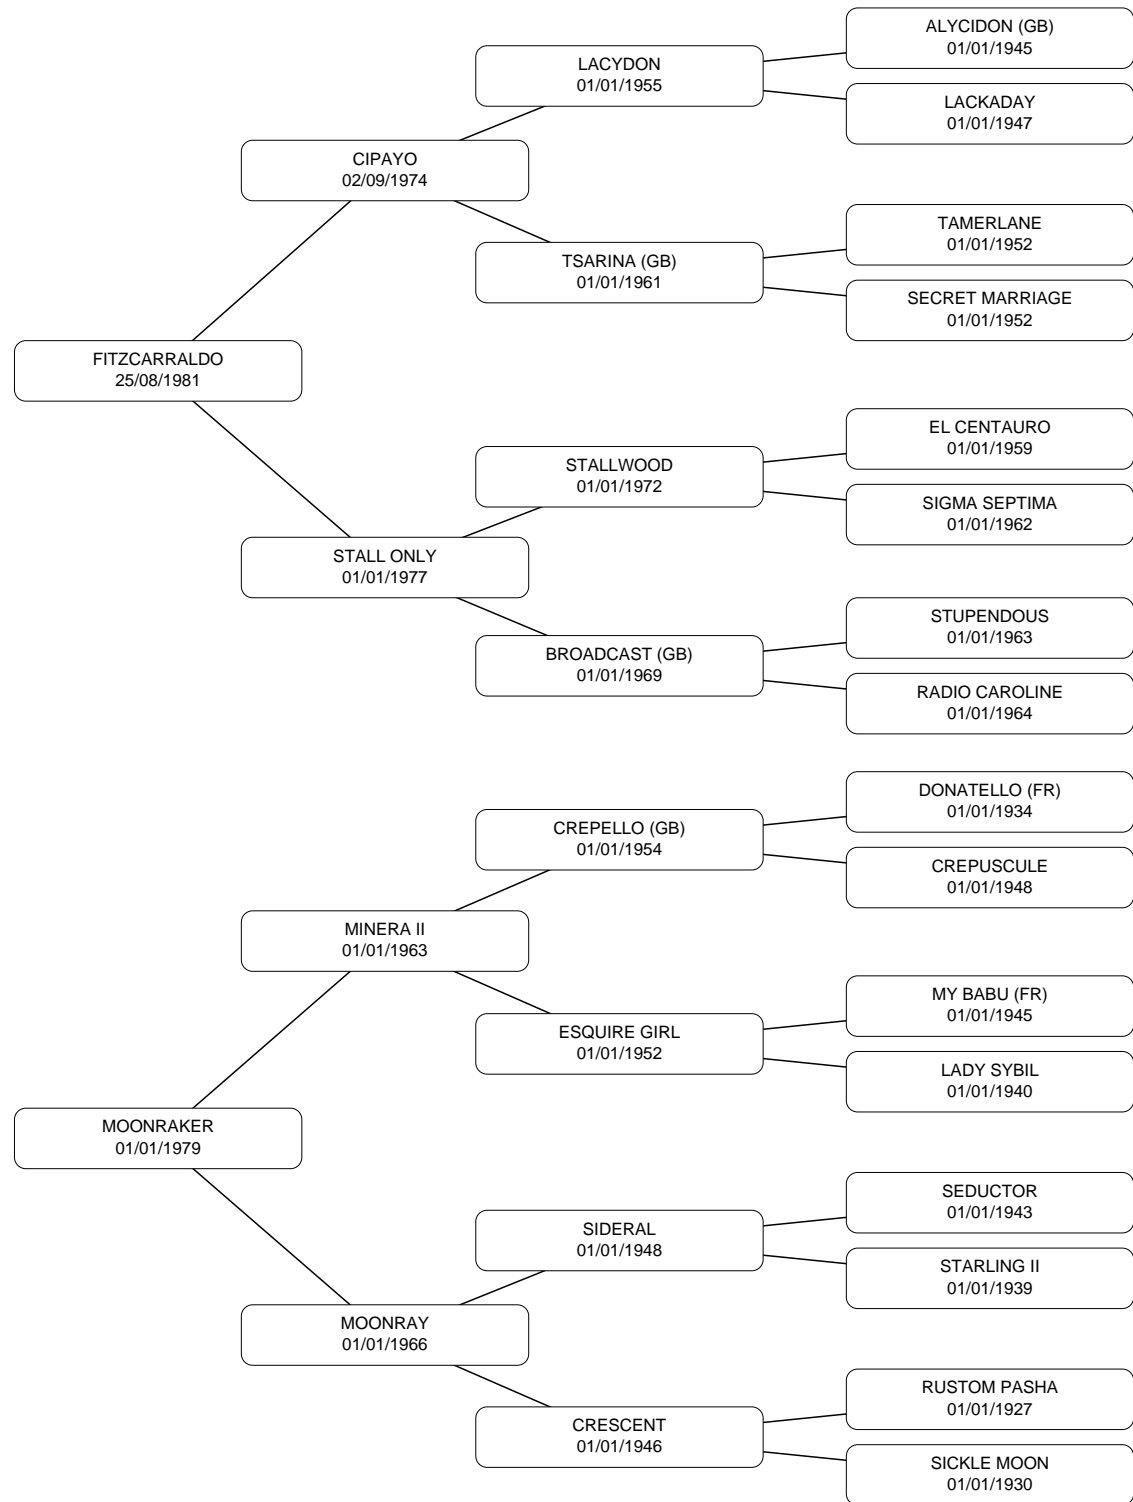 ALYCIDON (GB)
01/01/1945
LACYDON
01/01/1955
LACKADAY
01/01/1947
CIPAYO
02/09/1974
TAMERLANE
01/01/1952
TSARINA (GB)
01/01/1961
SECRET MARRIAGE
01/01/1952
FITZCARRALDO
25/08/1981
EL CENTAURO
01/01/1959
STALLWOOD
01/01/1972
SIGMA SEPTIMA
01/01/1962
STALL ONLY
01/01/1977
STUPENDOUS
01/01/1963
BROADCAST (GB)
01/01/1969
RADIO CAROLINE
01/01/1964
DONATELLO (FR)
01/01/1934
CREPELLO (GB)
01/01/1954
CREPUSCULE
01/01/1948
MINERA II
01/01/1963
MY BABU (FR)
01/01/1945
ESQUIRE GIRL
01/01/1952
LADY SYBIL
01/01/1940
MOONRAKER
01/01/1979
SEDUCTOR
01/01/1943
SIDERAL
01/01/1948
STARLING II
01/01/1939
MOONRAY
01/01/1966
RUSTOM PASHA
01/01/1927
CRESCENT
01/01/1946
SICKLE MOON
01/01/1930